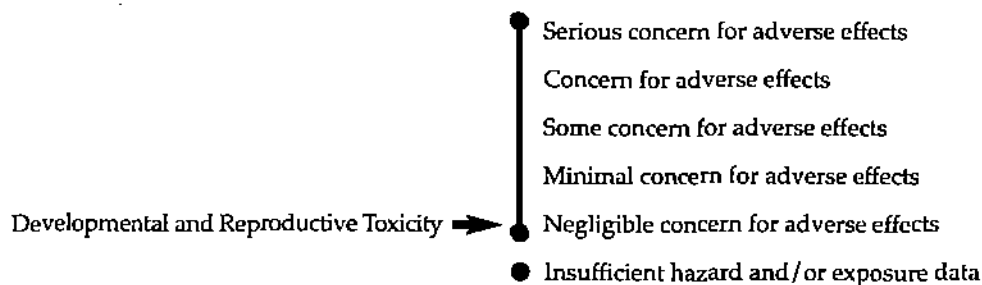 Serious concern for adverse effects
Concern for adverse effects
Some concern for adverse effects
Minimal concern for adverse effects
Developmental and Reproductive Toxicity
Negligible concern for adverse effects
Insufficient hazard and/or exposure data